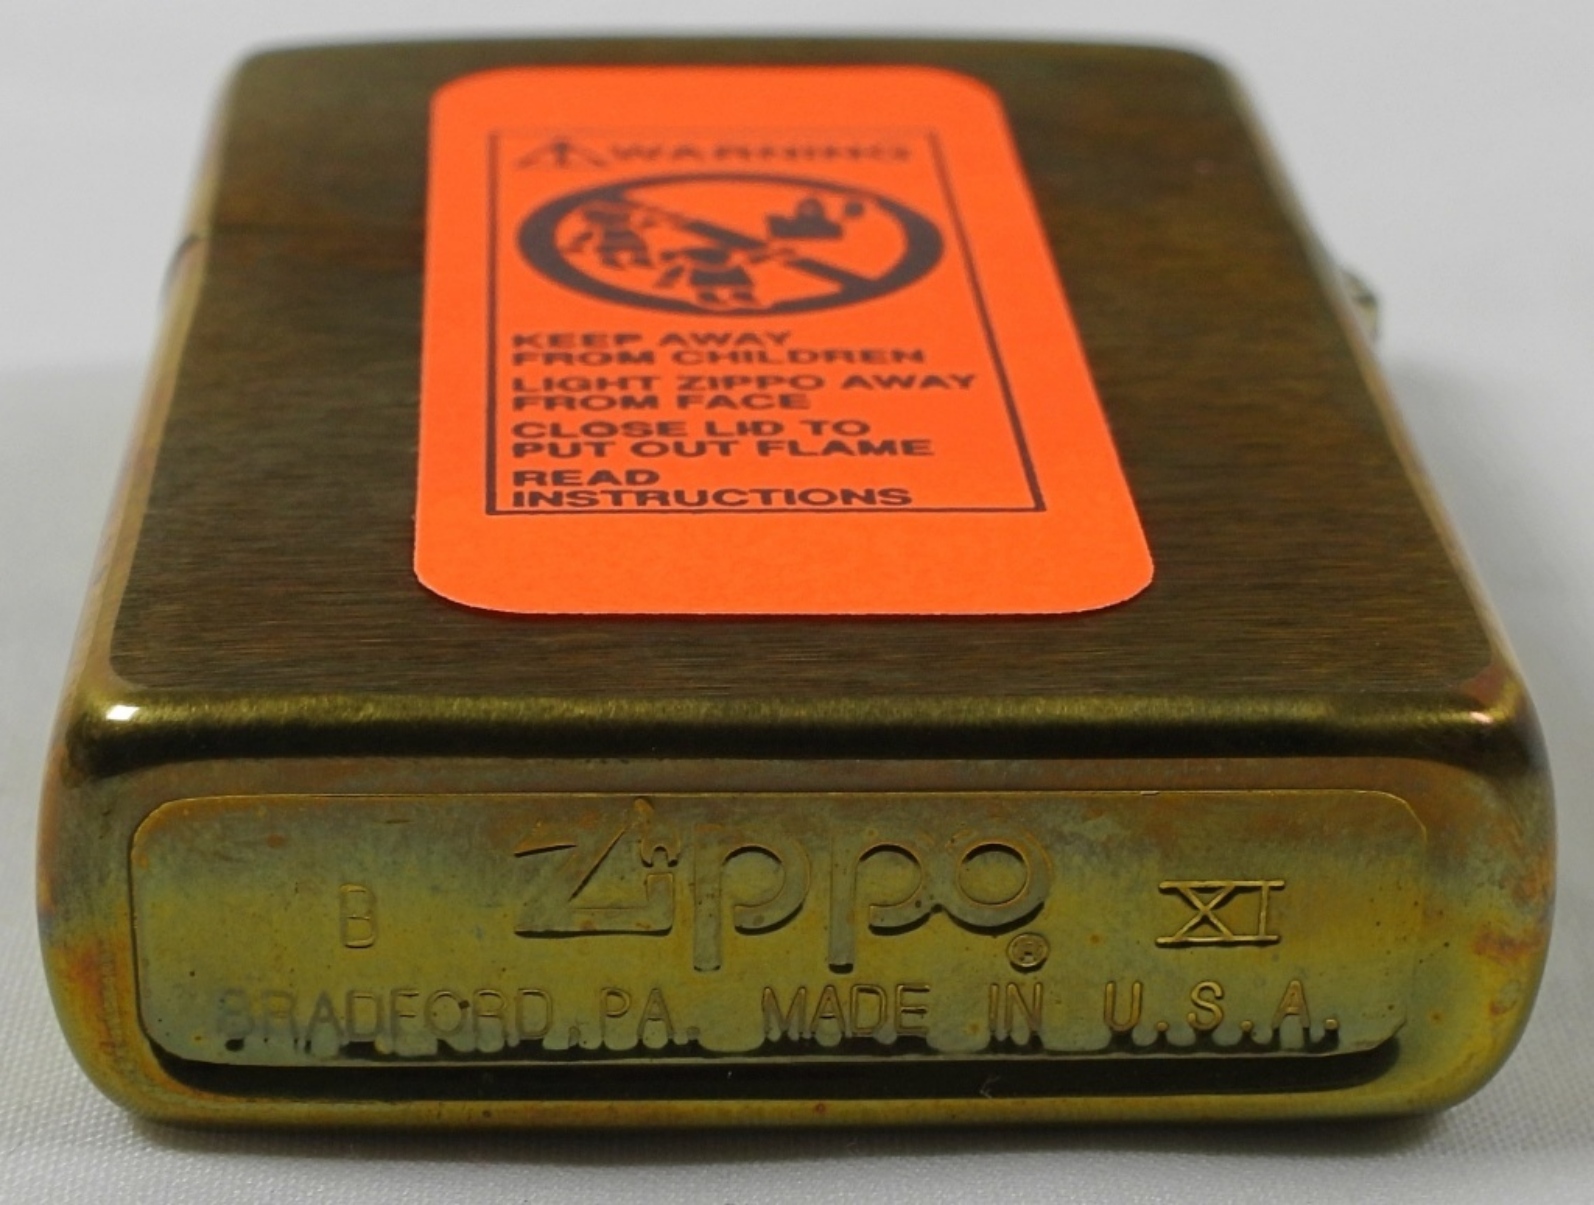 WARNING
KEEP AWAY
FROM CHILDREN
LIGHT ZIPPO AWAY
FROM FACE
CLOSE LID TO
PUT OUT FLAME
READ
INSTRUCTIONS
B Zippo ® XI
BRADFORD, PA. MADE IN U.S.A.